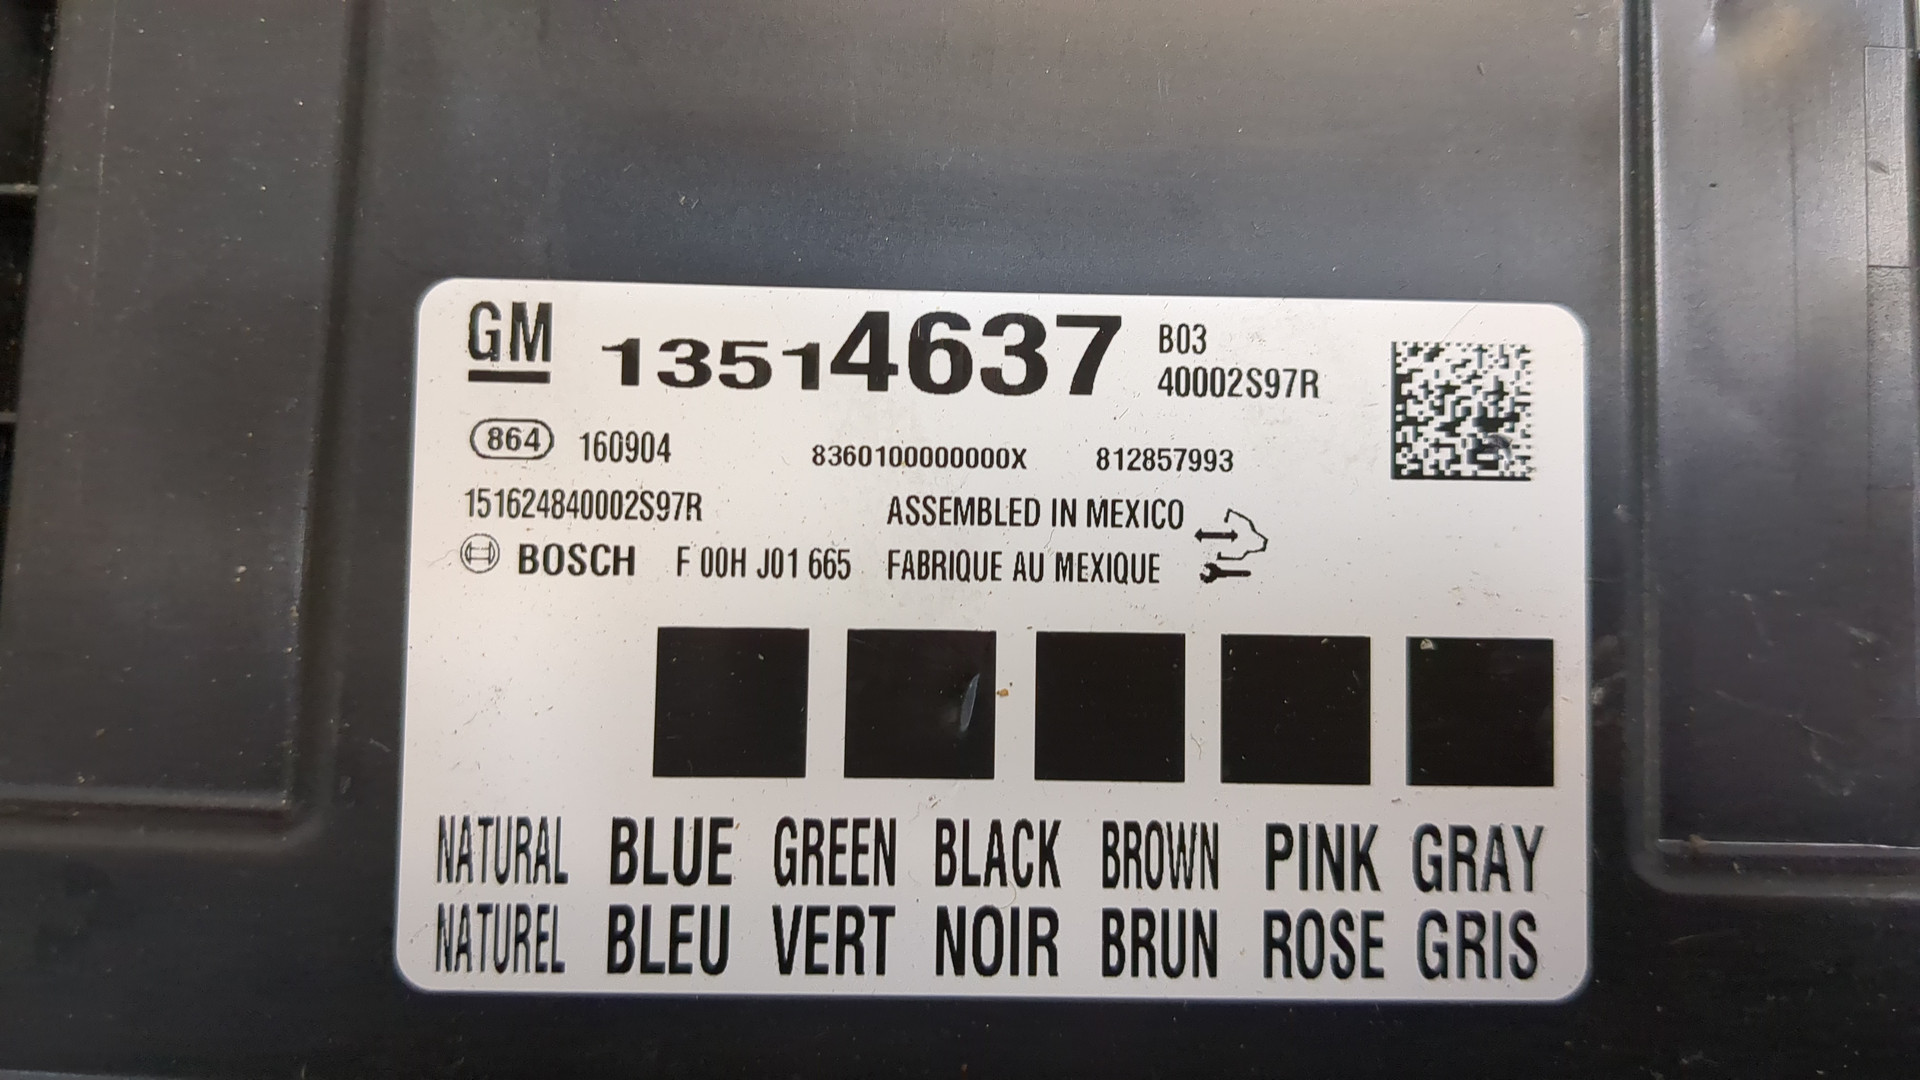 GM 13514637 B03
40002S97R
864 160904 8360100000000X 812857993
151624840002S97R ASSEMBLED IN MEXICO
BOSCH F 00H J01 665 FABRIQUE AU MEXIQUE
NATURAL BLUE GREEN BLACK BROWN PINK GRAY
NATUREL BLEU VERT NOIR BRUN ROSE GRIS